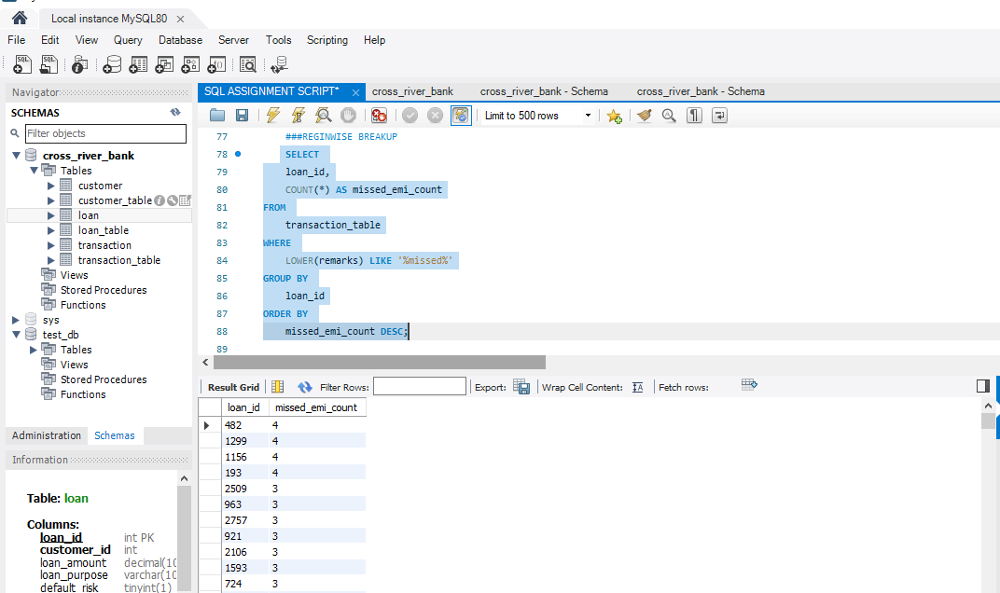 Local instance MySQL80
File Edit View Query Database Server Tools Scripting Help
Navigator
SCHEMAS
Filter objects
cross_river_bank
Tables
customer
customer_table
loan
loan_table
transaction
transaction_table
Views
Stored Procedures
Functions
sys
test_db
Tables
Views
Stored Procedures
Functions
Administration Schemas
Information
Table: loan
Columns:
loan_id int PK
customer_id int
loan_amount decimal(10
loan_purpose varchar(10
default_risk tinyint(1)
SQL ASSIGNMENT SCRIPT* cross_river_bank cross_river_bank - Schema cross_river_bank - Schema
Limit to 500 rows
77 ###REGINWISE BREAKUP
78 SELECT
79 loan_id,
80 COUNT(*) AS missed_emi_count
81 FROM
82 transaction_table
83 WHERE
84 LOWER(remarks) LIKE '%missed%'
85 GROUP BY
86 loan_id
87 ORDER BY
88 missed_emi_count DESC;
89
Result Grid Filter Rows: Export: Wrap Cell Content: Fetch rows:
loan_id missed_emi_count
482 4
1299 4
1156 4
193 4
2509 3
963 3
2757 3
921 3
2106 3
1593 3
724 3